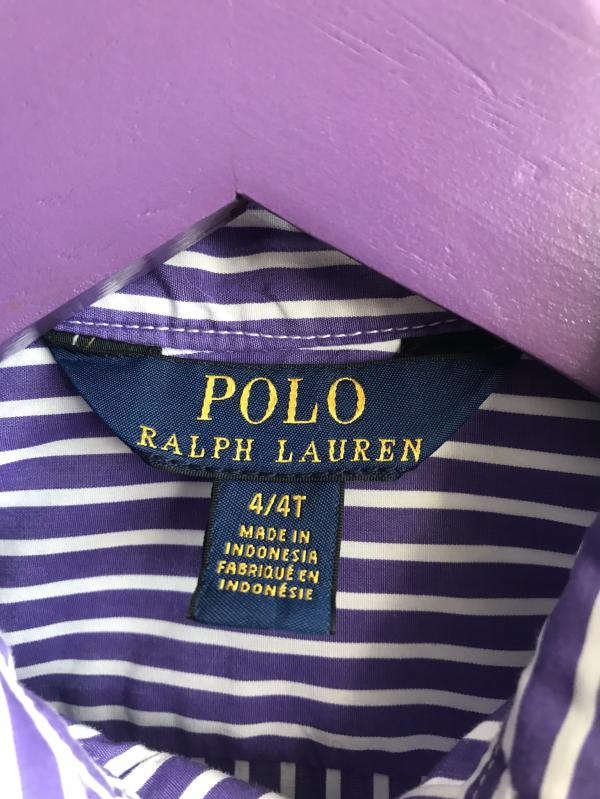 POLO
RALPH LAUREN
4/4T
MADE IN
INDONESIA
FABRIQUÉ EN
INDONÉSIE